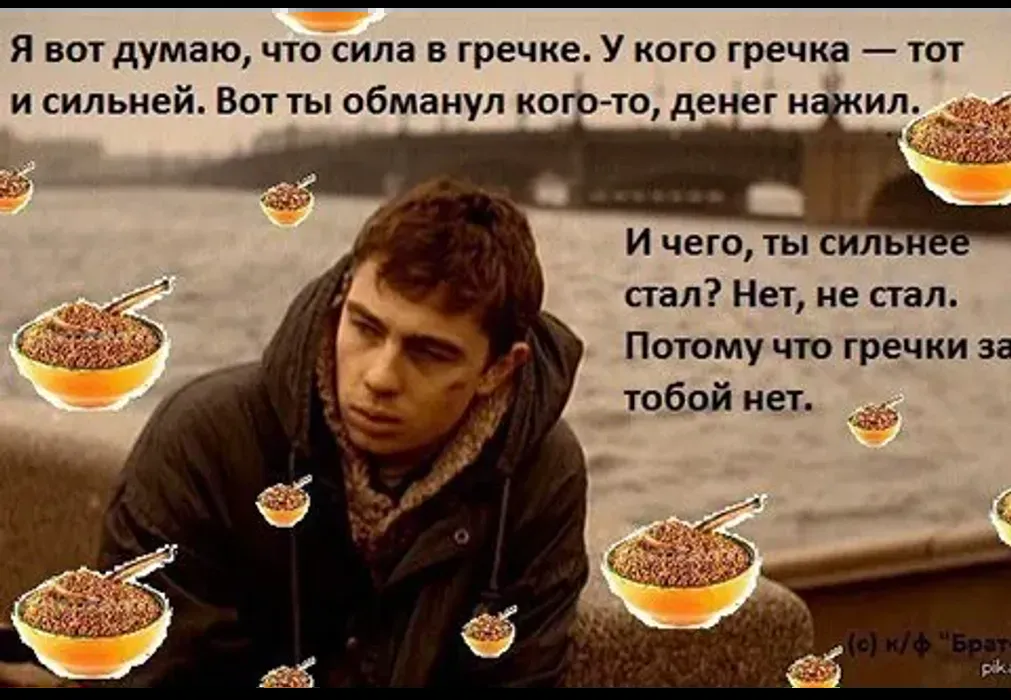 Я вот думаю, что сила в гречке. У кого гречка — тот
и сильней. Вот ты обманул кого-то, денег нажил.
И чего, ты сильнее
стал? Нет, не стал.
Потому что гречки за
тобой нет.
(с) к/ф "Брат